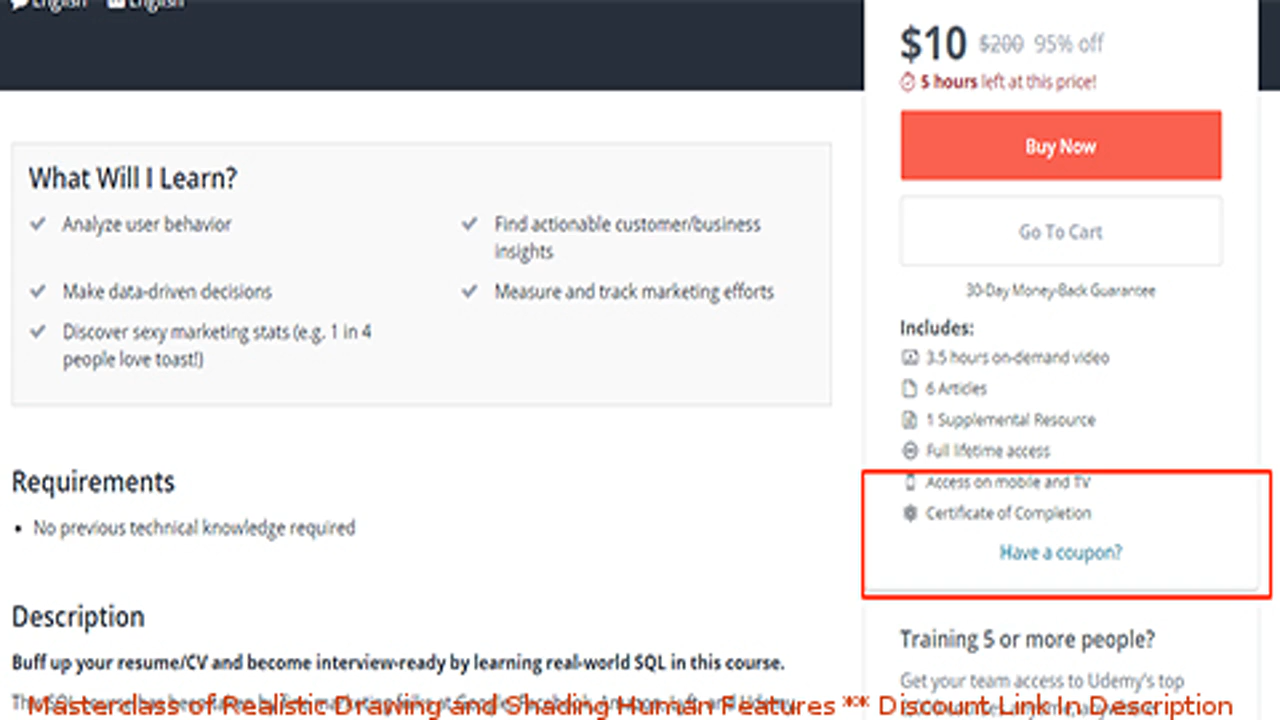 English English
What Will I Learn?
Analyze user behavior
Find actionable customer/business
insights
Make data-driven decisions
Measure and track marketing efforts
Discover sexy marketing stats (e.g. 1 in 4
people love toast!)
Requirements
No previous technical knowledge required
Description
Buff up your resume/CV and become interview-ready by learning real-world SQL in this course.
$10 $200 95% off
5 hours left at this price!
Buy Now
Go To Cart
30-Day Money-Back Guarantee
Includes:
3.5 hours on-demand video
6 Articles
1 Supplemental Resource
Full lifetime access
Access on mobile and TV
Certificate of Completion
Have a coupon?
Training 5 or more people?
Get your team access to Udemy's top
Masterclass of Realistic Drawing and Shading Human Features ** Discount Link In Description